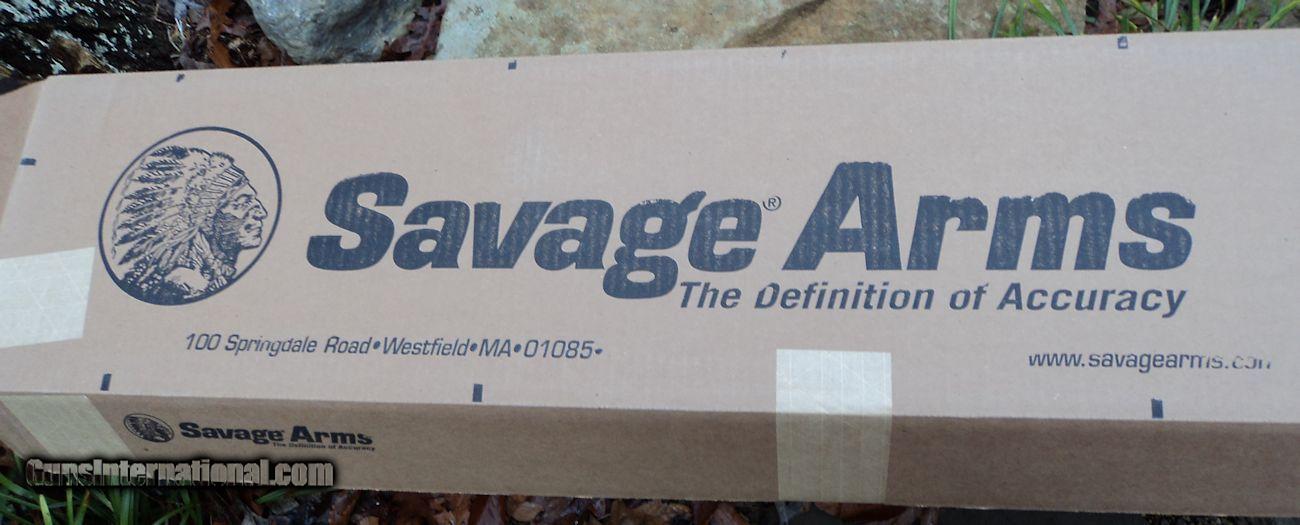 Savage® Arms
The Definition of Accuracy
100 Springdale Road•Westfield•MA•01085•
www.savagearms.com
Savage Arms
The Definition of Accuracy
GunsInternational.com